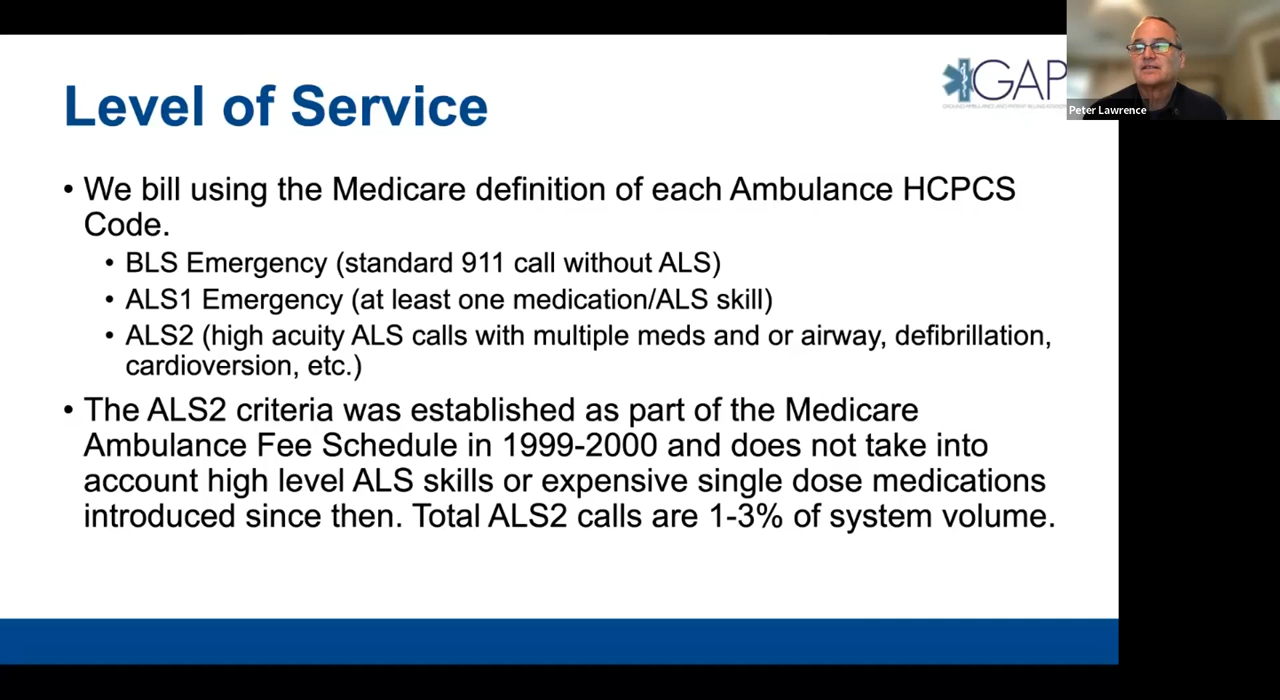 GAP
Peter Lawrence
Level of Service
• We bill using the Medicare definition of each Ambulance HCPCS
Code.
• BLS Emergency (standard 911 call without ALS)
• ALS1 Emergency (at least one medication/ALS skill)
• ALS2 (high acuity ALS calls with multiple meds and or airway, defibrillation,
cardioversion, etc.)
• The ALS2 criteria was established as part of the Medicare
Ambulance Fee Schedule in 1999-2000 and does not take into
account high level ALS skills or expensive single dose medications
introduced since then. Total ALS2 calls are 1-3% of system volume.